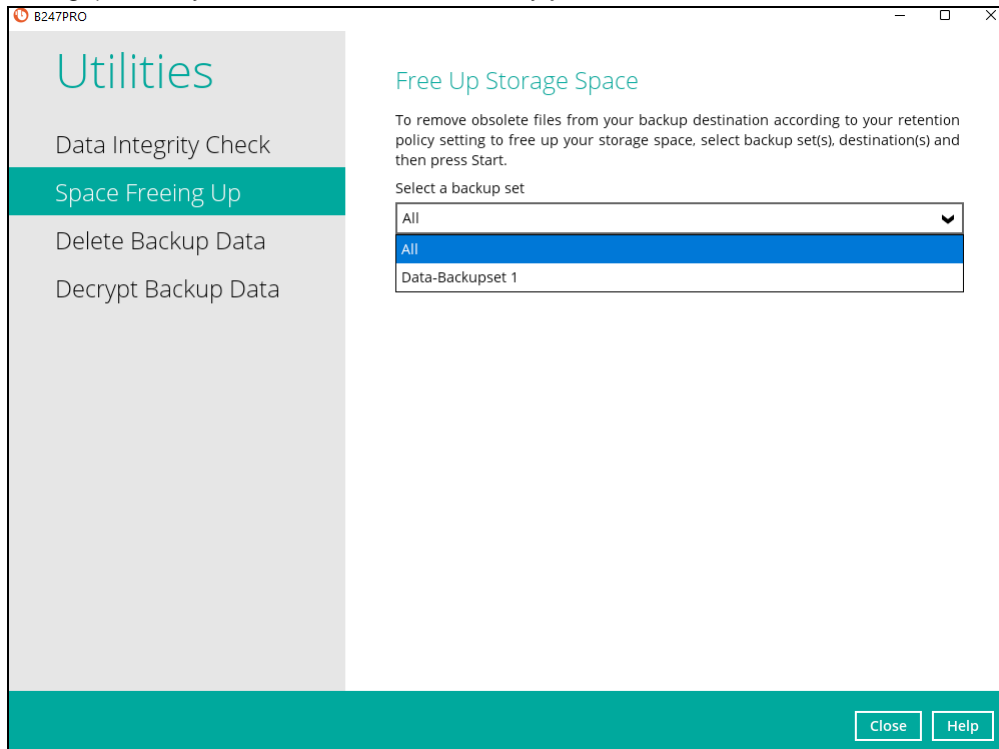 B247PRO
Utilities
Data Integrity Check
Space Freeing Up
Delete Backup Data
Decrypt Backup Data
Free Up Storage Space
To remove obsolete files from your backup destination according to your retention
policy setting to free up your storage space, select backup set(s), destination(s) and
then press Start.
Select a backup set
All
All
Data-Backupset 1
Close
Help